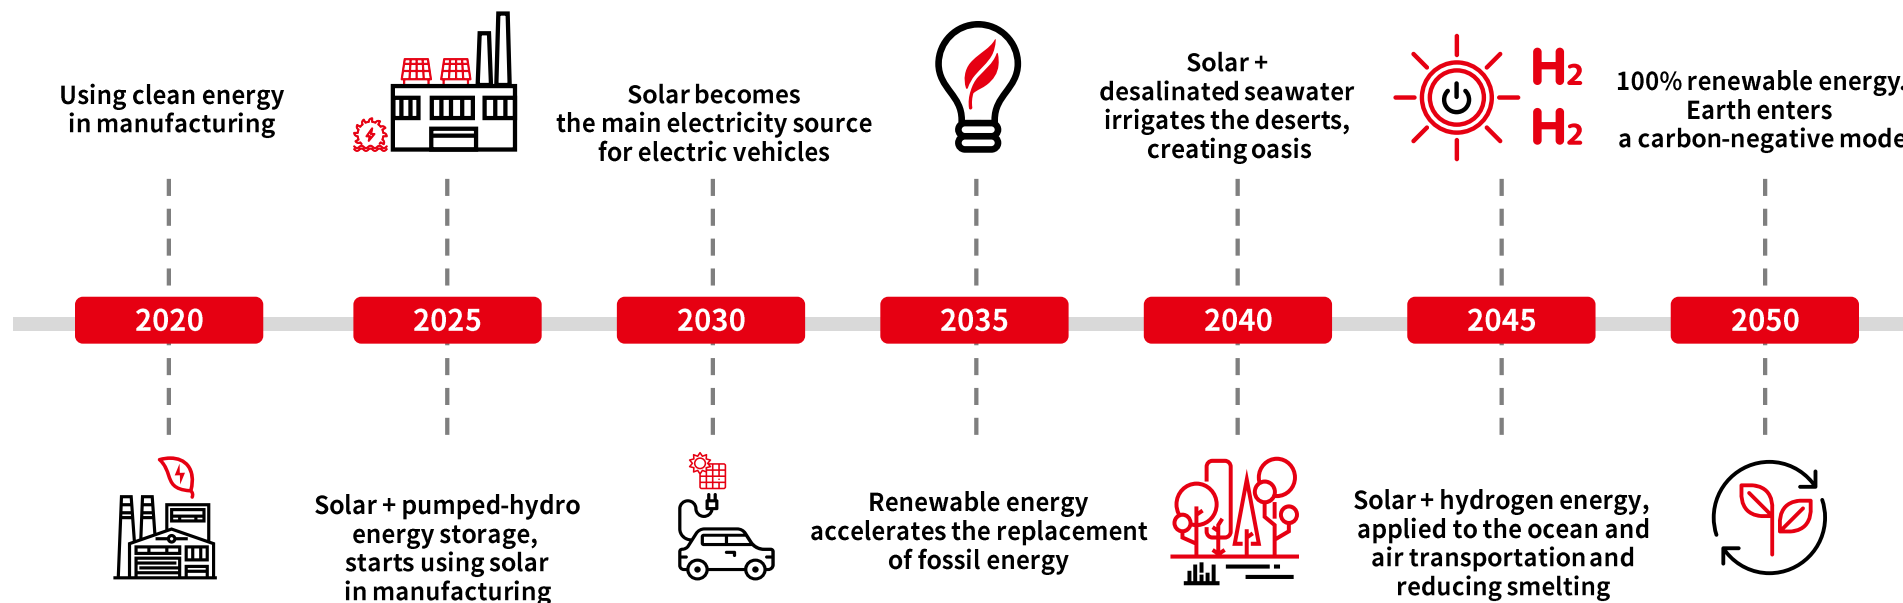 Using clean energy
in manufacturing
Solar becomes
the main electricity source
for electric vehicles
Solar +
desalinated seawater
irrigates the deserts,
creating oasis
H2
H2
100% renewable energy.
Earth enters
a carbon-negative mode
2020
2025
2030
2035
2040
2045
2050
Solar + pumped-hydro
energy storage,
starts using solar
in manufacturing
Renewable energy
accelerates the replacement
of fossil energy
Solar + hydrogen energy,
applied to the ocean and
air transportation and
reducing smelting